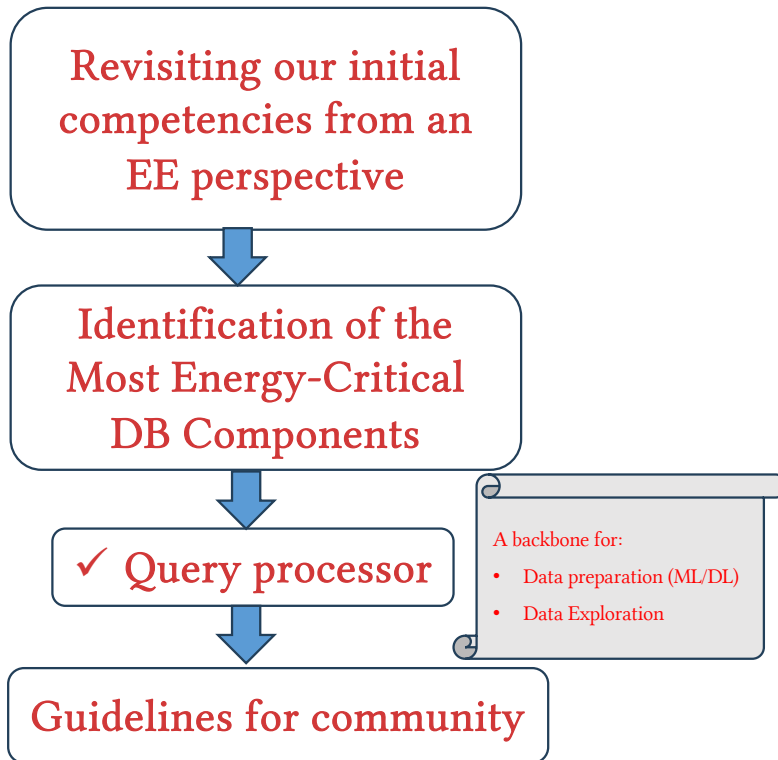 Revisiting our initial
competencies from an
EE perspective
Identification of the
Most Energy-Critical
DB Components
✓ Query processor
A backbone for:
• Data preparation (ML/DL)
• Data Exploration
Guidelines for community